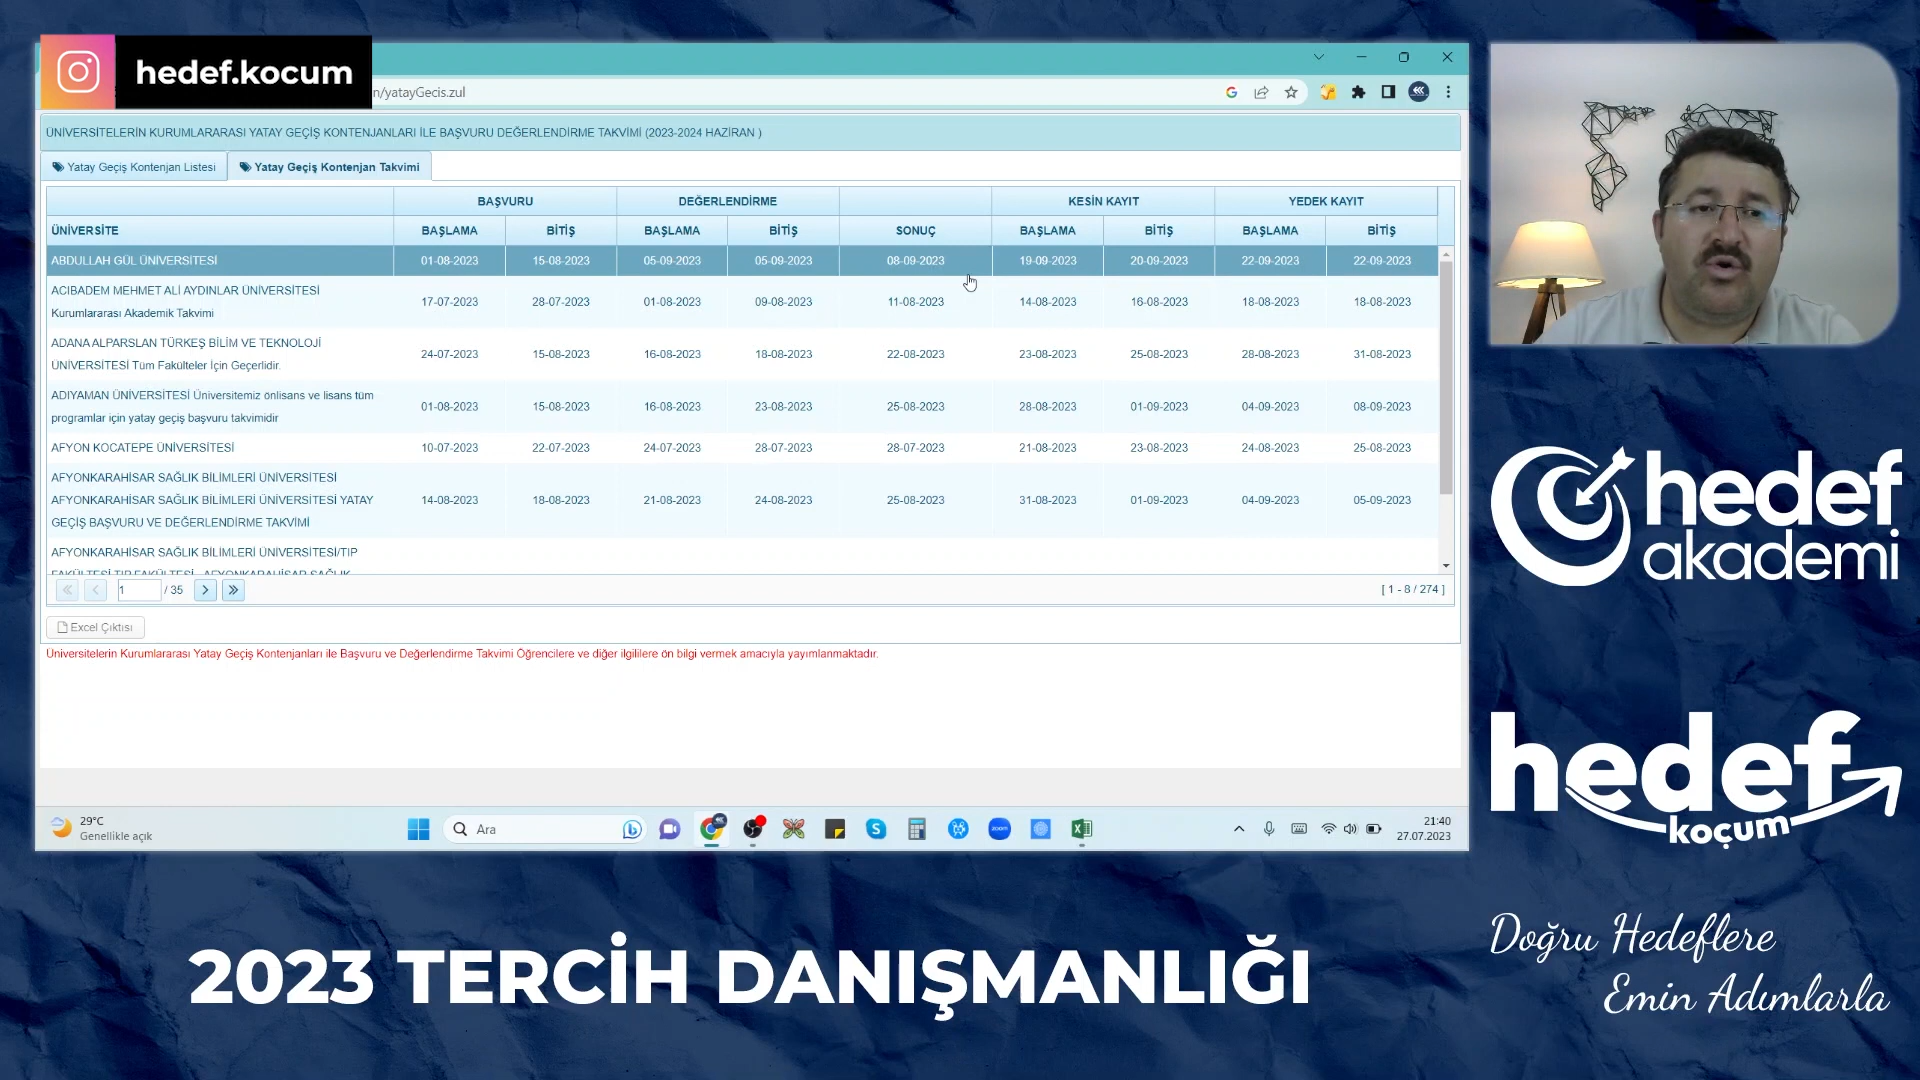 hedef.kocum
n/yatayGecis.zul
ÜNİVERSİTELERİN KURUMLARARASI YATAY GEÇİŞ KONTENJANLARI İLE BAŞVURU DEĞERLENDİRME TAKVİMİ (2023-2024 HAZİRAN )
Yatay Geçiş Kontenjan Listesi Yatay Geçiş Kontenjan Takvimi
BAŞVURU DEĞERLENDİRME KESİN KAYIT YEDEK KAYIT
ÜNİVERSİTE BAŞLAMA BİTİŞ BAŞLAMA BİTİŞ SONUÇ BAŞLAMA BİTİŞ BAŞLAMA BİTİŞ
ABDULLAH GÜL ÜNİVERSİTESİ 01-08-2023 15-08-2023 05-09-2023 05-09-2023 08-09-2023 19-09-2023 20-09-2023 22-09-2023 22-09-2023
ACIBADEM MEHMET ALİ AYDINLAR ÜNİVERSİTESİ
Kurumlararası Akademik Takvimi 17-07-2023 28-07-2023 01-08-2023 09-08-2023 11-08-2023 14-08-2023 16-08-2023 18-08-2023 18-08-2023
ADANA ALPARSLAN TÜRKEŞ BİLİM VE TEKNOLOJİ
ÜNİVERSİTESİ Tüm Fakülteler İçin Geçerlidir. 24-07-2023 15-08-2023 16-08-2023 18-08-2023 22-08-2023 23-08-2023 25-08-2023 28-08-2023 31-08-2023
ADIYAMAN ÜNİVERSİTESİ Üniversitemiz önlisans ve lisans tüm
programlar için yatay geçiş başvuru takvimidir 01-08-2023 15-08-2023 16-08-2023 23-08-2023 25-08-2023 28-08-2023 01-09-2023 04-09-2023 08-09-2023
AFYON KOCATEPE ÜNİVERSİTESİ 10-07-2023 22-07-2023 24-07-2023 28-07-2023 28-07-2023 21-08-2023 23-08-2023 24-08-2023 25-08-2023
AFYONKARAHİSAR SAĞLIK BİLİMLERİ ÜNİVERSİTESİ
AFYONKARAHİSAR SAĞLIK BİLİMLERİ ÜNİVERSİTESİ YATAY 14-08-2023 18-08-2023 21-08-2023 24-08-2023 25-08-2023 31-08-2023 01-09-2023 04-09-2023 05-09-2023
GEÇİŞ BAŞVURU VE DEĞERLENDİRME TAKVİMİ
AFYONKARAHİSAR SAĞLIK BİLİMLERİ ÜNİVERSİTESİ/TIP
FAKÜLTESİ TIP FAKÜLTESİ - AFYONKARAHİSAR SAĞLIK
1 / 35 [ 1 - 8 / 274 ]
Excel Çıktısı
Üniversitelerin Kurumlararası Yatay Geçiş Kontenjanları ile Başvuru ve Değerlendirme Takvimi Öğrencilere ve diğer ilgililere ön bilgi vermek amacıyla yayımlanmaktadır.
29°C
Genellikle açık
Ara
zoom
21:40
27.07.2023
hedef
akademi
hedef
koçum
Doğru Hedeflere
Emin Adımlarla
2023 TERCİH DANIŞMANLIĞI